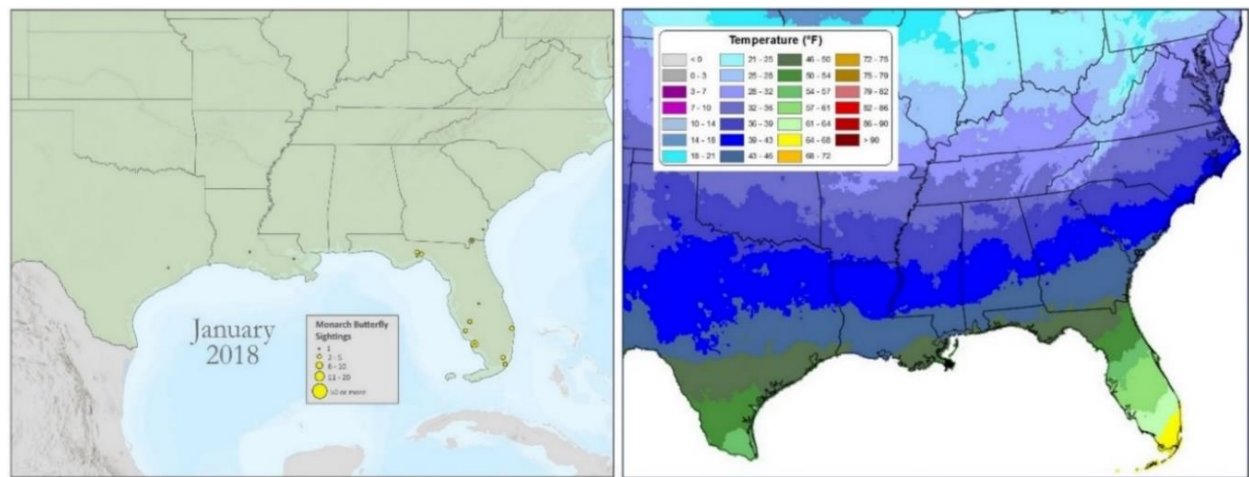 January
2018
Monarch Butterfly
Sightings
1
2 - 5
6 - 10
11 - 20
50 or more
Temperature (°F)
< 0
0 - 3
3 - 7
7 - 10
10 - 14
14 - 18
18 - 21
21 - 25
25 - 28
28 - 32
32 - 36
36 - 39
39 - 43
43 - 46
46 - 50
50 - 54
54 - 57
57 - 61
61 - 64
64 - 68
68 - 72
72 - 75
75 - 79
79 - 82
82 - 86
86 - 90
> 90